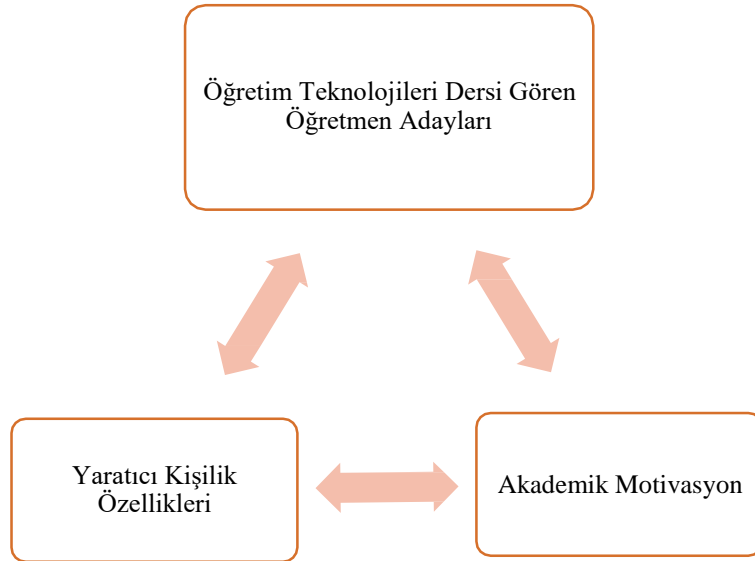 Öğretim Teknolojileri Dersi Gören
Öğretmen Adayları
Yaratıcı Kişilik
Özellikleri
Akademik Motivasyon